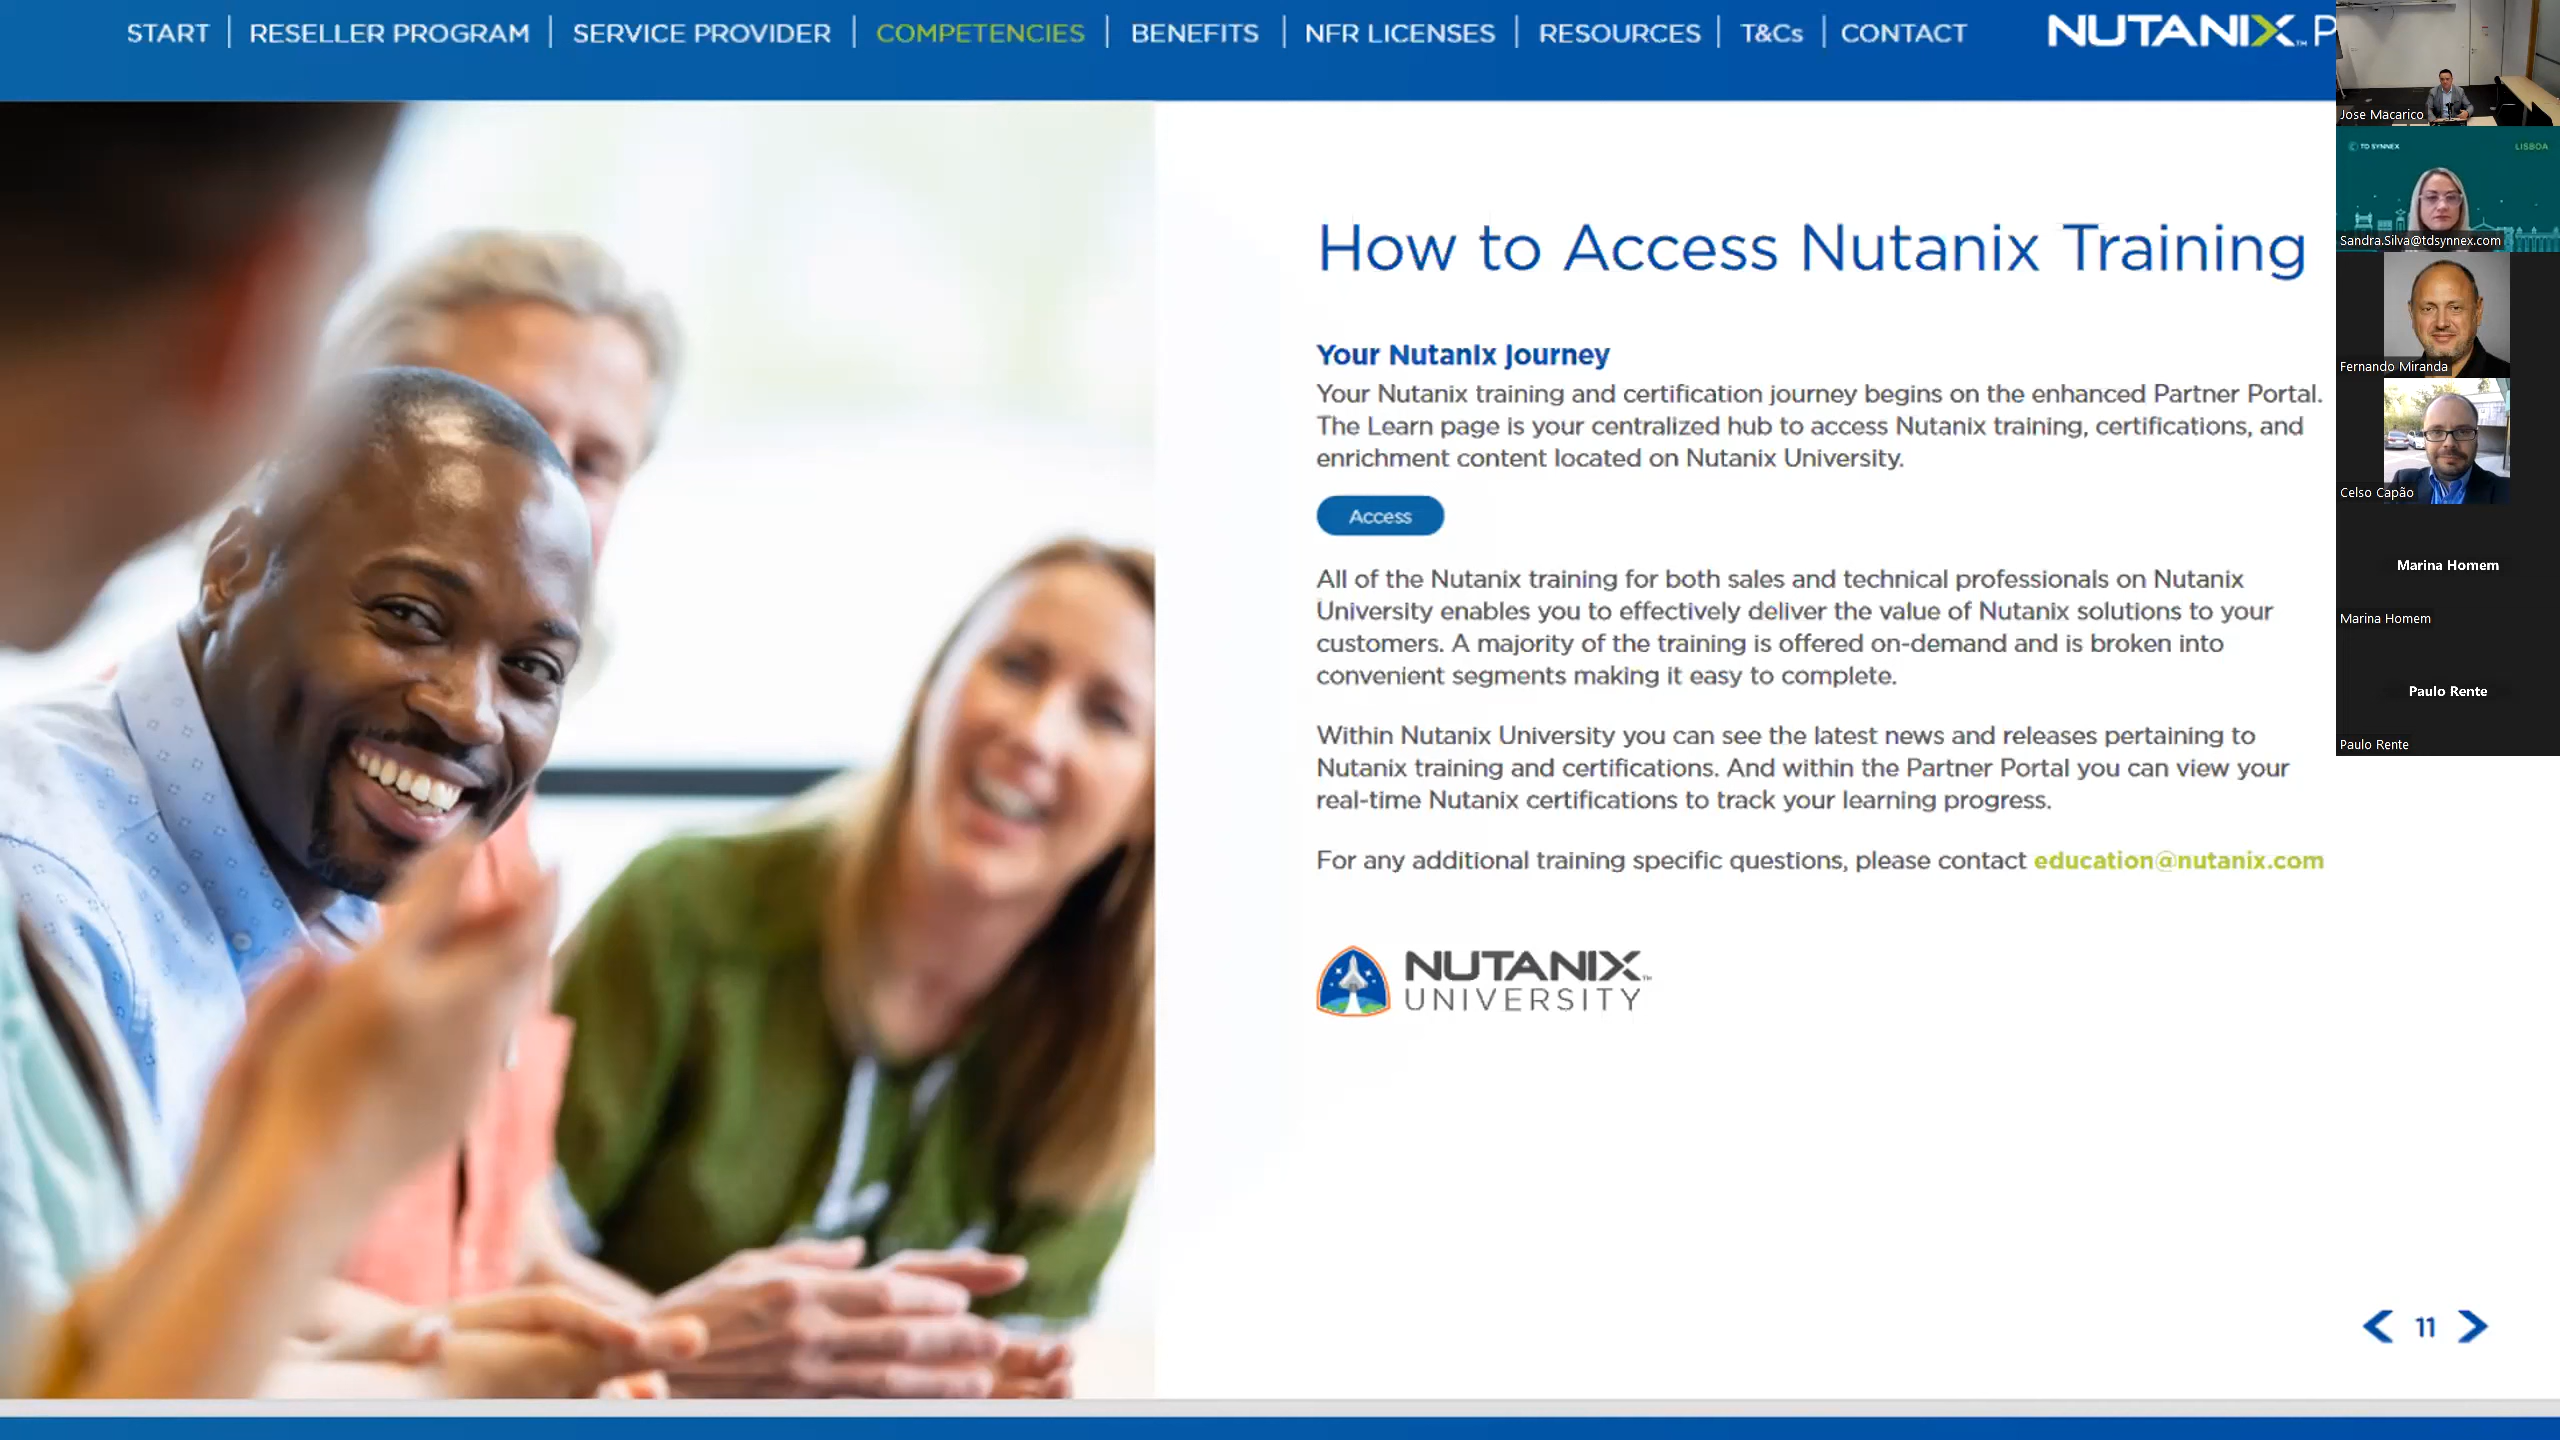 START | RESELLER PROGRAM | SERVICE PROVIDER | COMPETENCIES | BENEFITS | NFR LICENSES | RESOURCES | T&Cs | CONTACT
NUTANIX™ P
How to Access Nutanix Training
Your Nutanix Journey
Your Nutanix training and certification journey begins on the enhanced Partner Portal.
The Learn page is your centralized hub to access Nutanix training, certifications, and
enrichment content located on Nutanix University.
Access
All of the Nutanix training for both sales and technical professionals on Nutanix
University enables you to effectively deliver the value of Nutanix solutions to your
customers. A majority of the training is offered on-demand and is broken into
convenient segments making it easy to complete.
Within Nutanix University you can see the latest news and releases pertaining to
Nutanix training and certifications. And within the Partner Portal you can view your
real-time Nutanix certifications to track your learning progress.
For any additional training specific questions, please contact education@nutanix.com
NUTANIX™
UNIVERSITY
11
Jose Macarico
TD SYNNEX
LISBOA
Sandra.Silva@tdsynnex.com
Fernando Miranda
Celso Capão
Marina Homem
Marina Homem
Paulo Rente
Paulo Rente